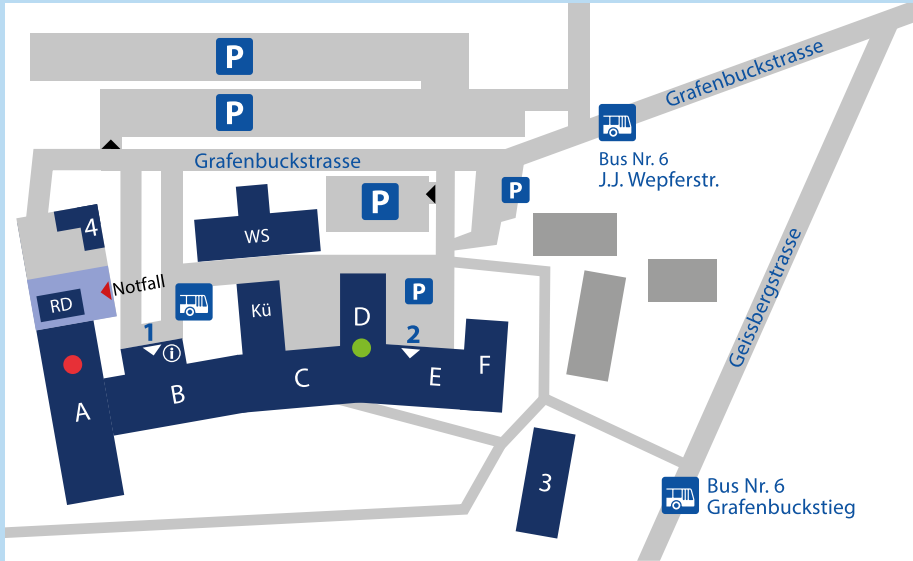 P
P
Grafenbuckstrasse
Grafenbuckstrasse
Bus Nr. 6
J.J. Wepferstr.
P
P
4
WS
Notfall
RD
Kü
D
P
1
i
2
F
A
B
C
E
3
Geissbergstrasse
Bus Nr. 6
Grafenbuckstieg